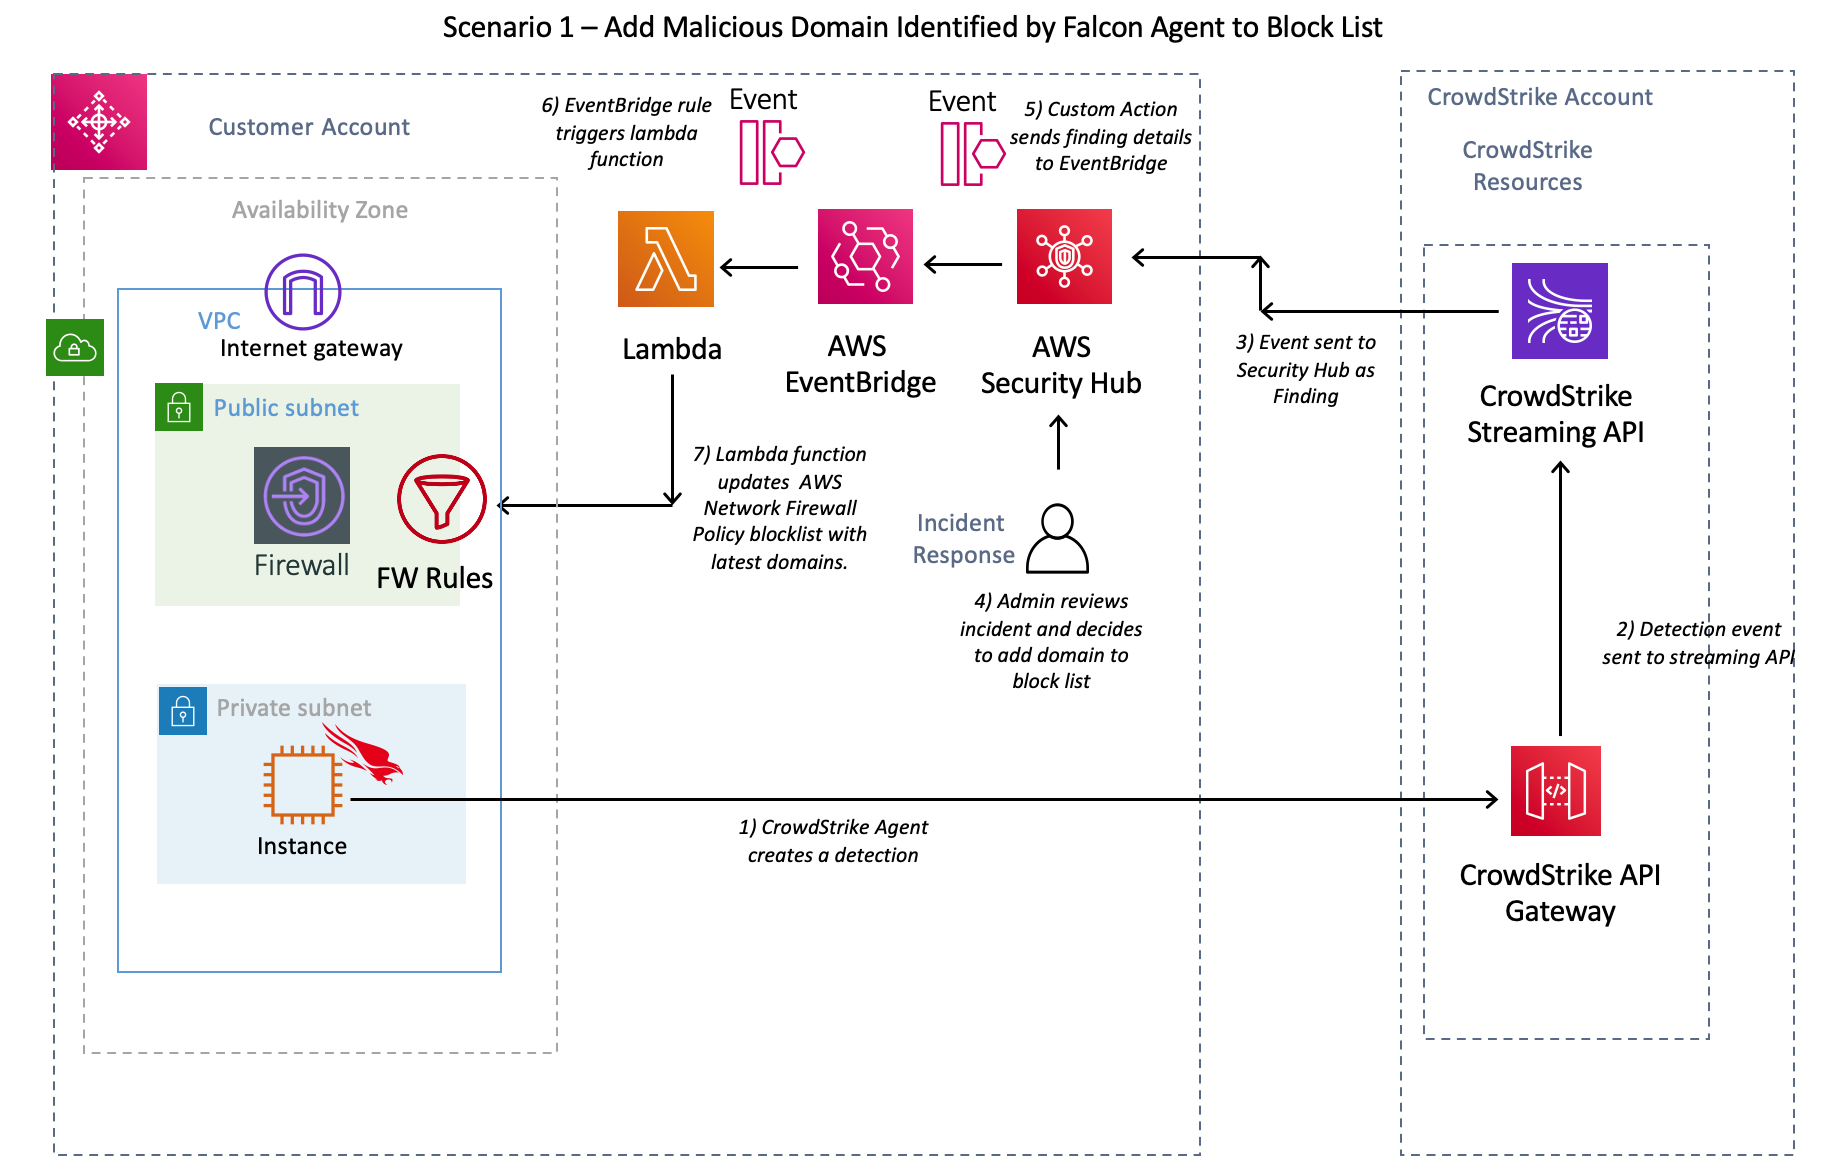 Scenario 1 – Add Malicious Domain Identified by Falcon Agent to Block List
Customer Account
6) EventBridge rule
triggers lambda
function
Event
Event
5) Custom Action
sends finding details
to EventBridge
CrowdStrike Account
CrowdStrike
Resources
Availability Zone
VPC
Internet gateway
Lambda
AWS
EventBridge
AWS
Security Hub
3) Event sent to
Security Hub as
Finding
CrowdStrike
Streaming API
Public subnet
Firewall
FW Rules
7) Lambda function
updates  AWS
Network Firewall
Policy blocklist with
latest domains.
Incident
Response
4) Admin reviews
incident and decides
to add domain to
block list
2) Detection event
sent to streaming API
Private subnet
Instance
1) CrowdStrike Agent
creates a detection
</>
CrowdStrike API
Gateway